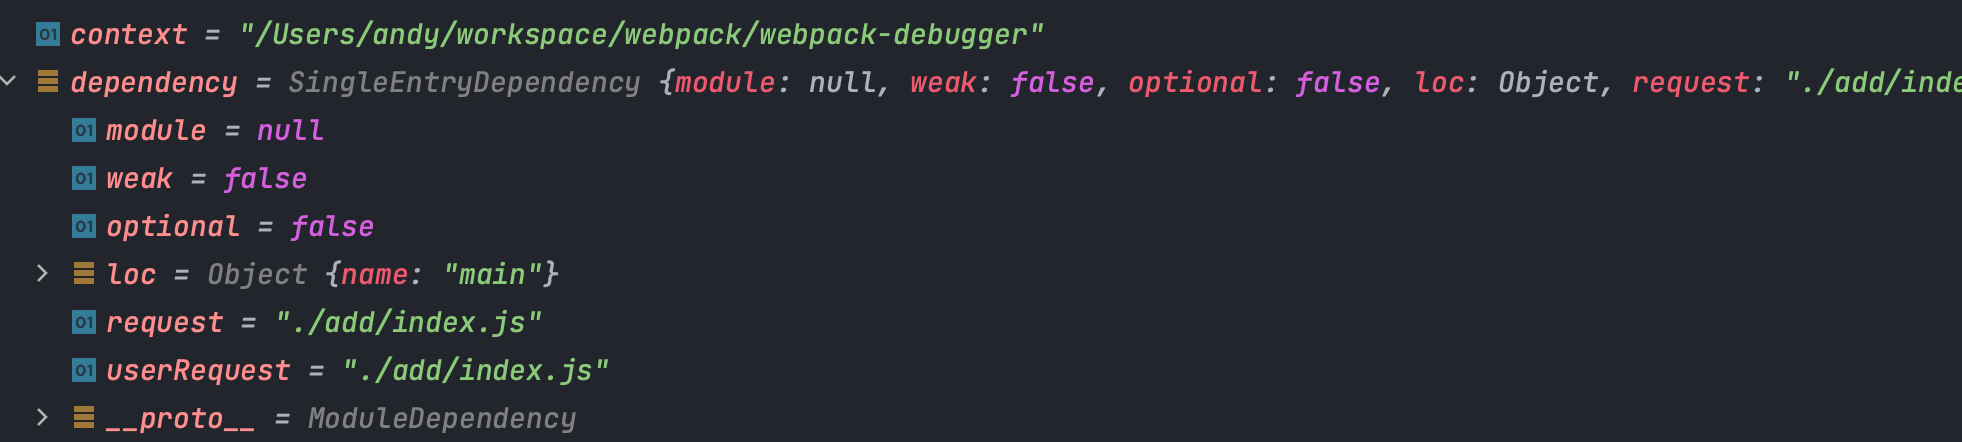 01 context = "/Users/andy/workspace/webpack/webpack-debugger"
dependency = SingleEntryDependency {module: null, weak: false, optional: false, loc: Object, request: "./add/inde
01 module = null
01 weak = false
01 optional = false
loc = Object {name: "main"}
01 request = "./add/index.js"
01 userRequest = "./add/index.js"
__proto__ = ModuleDependency